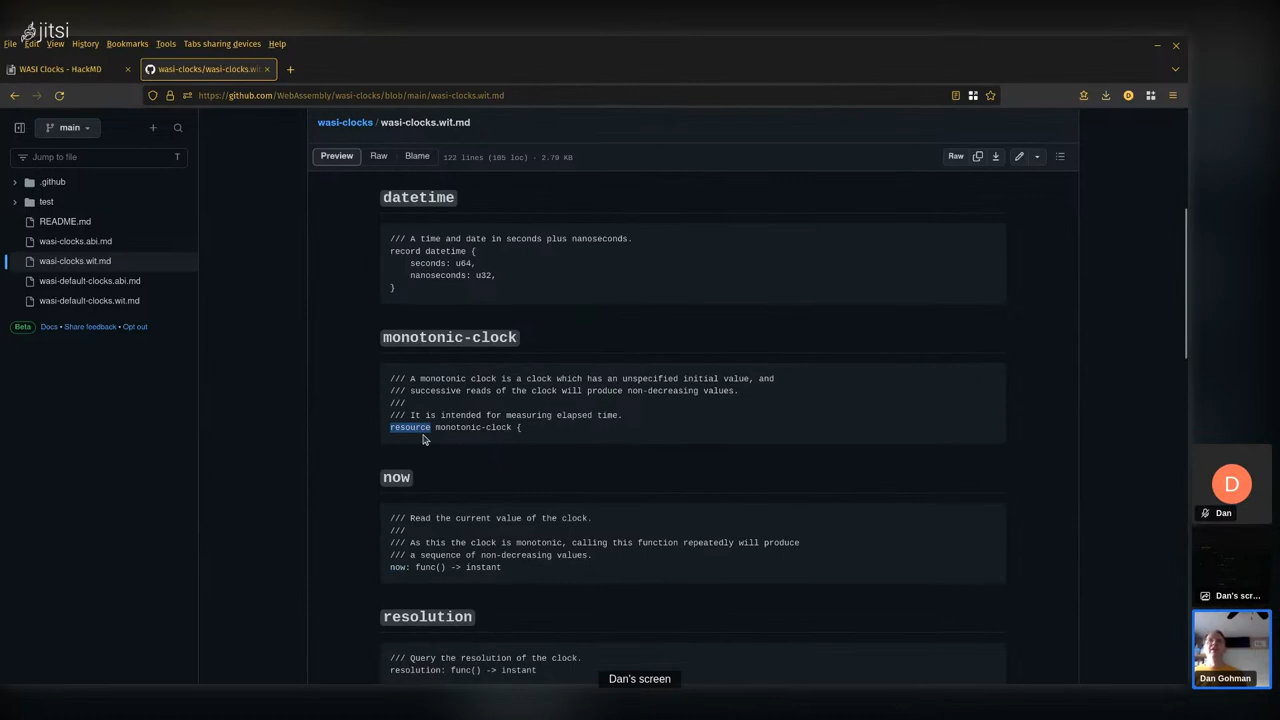 jitsi
File Edit View History Bookmarks Tools Tabs sharing devices Help
WASI Clocks - HackMD
wasi-clocks/wasi-clocks.wi
https://github.com/WebAssembly/wasi-clocks/blob/main/wasi-clocks.wit.md
main
Jump to file T
.github
test
README.md
wasi-clocks.abi.md
wasi-clocks.wit.md
wasi-default-clocks.abi.md
wasi-default-clocks.wit.md
Beta Docs • Share feedback • Opt out
wasi-clocks / wasi-clocks.wit.md
Preview Raw Blame 122 lines (105 loc) · 2.79 KB Raw
datetime
/// A time and date in seconds plus nanoseconds.
record datetime {
seconds: u64,
nanoseconds: u32,
}
monotonic-clock
/// A monotonic clock is a clock which has an unspecified initial value, and
/// successive reads of the clock will produce non-decreasing values.
///
/// It is intended for measuring elapsed time.
resource monotonic-clock {
now
/// Read the current value of the clock.
///
/// As this the clock is monotonic, calling this function repeatedly will produce
/// a sequence of non-decreasing values.
now: func() -> instant
resolution
/// Query the resolution of the clock.
resolution: func() -> instant
Dan's screen
D
Dan
Dan's scr...
Dan Gohman